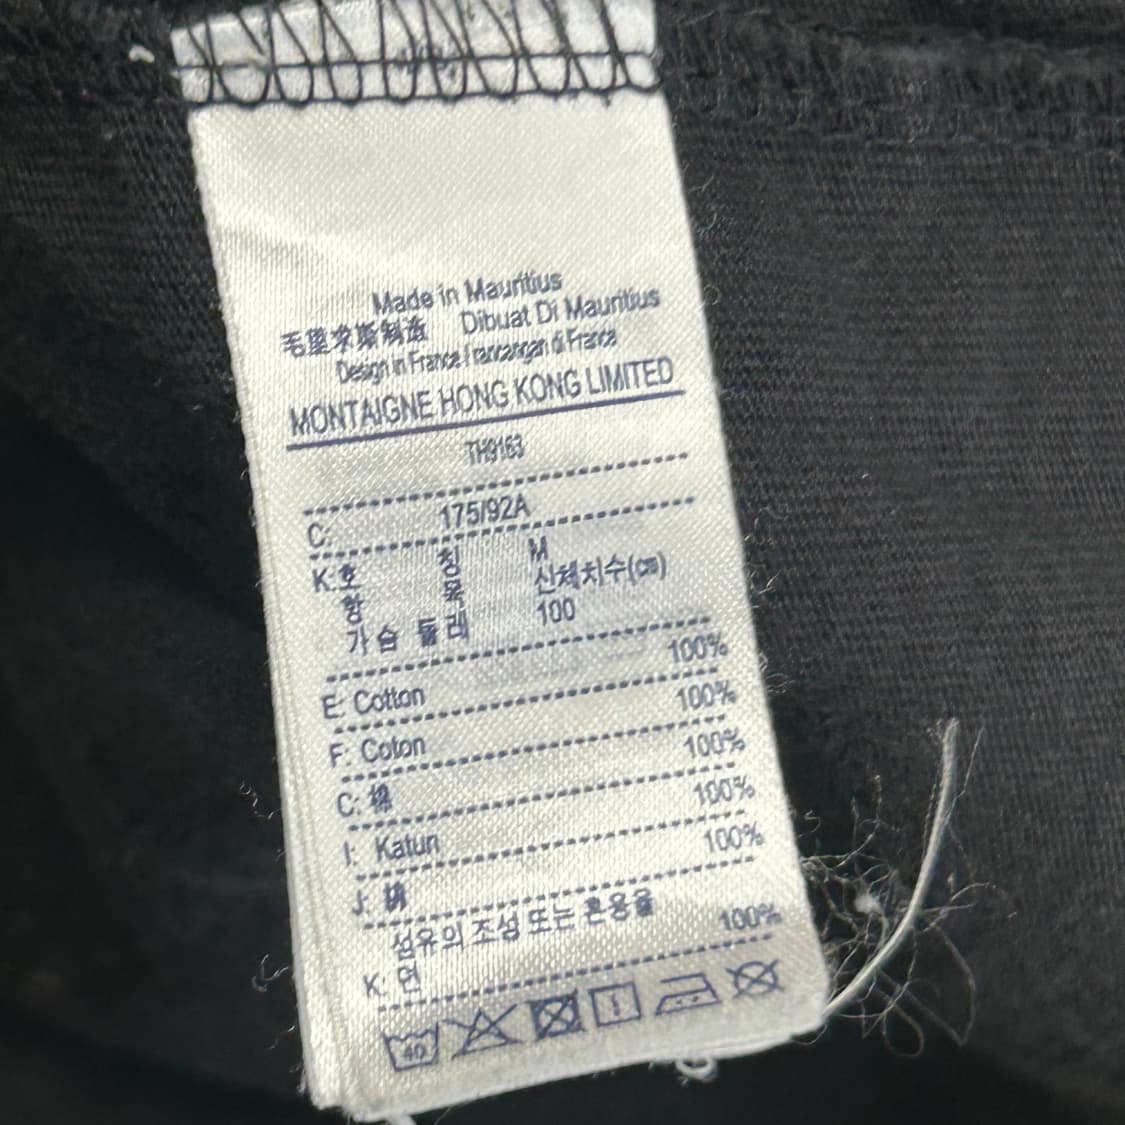 Made in Mauritius
毛里求斯制造 Dibuat Di Mauritius
Design in France / rancangan di Franca
MONTAIGNE HONG KONG LIMITED
TH9163
C: 175/92A
K:호 칭 M
항 목 신체치수(cm)
가슴 둘레 100
E: Cotton 100%
F: Coton 100%
C: 棉 100%
I: Katun 100%
J: 綿 100%
섬유의 조성 또는 혼용율
K: 면 100%
40